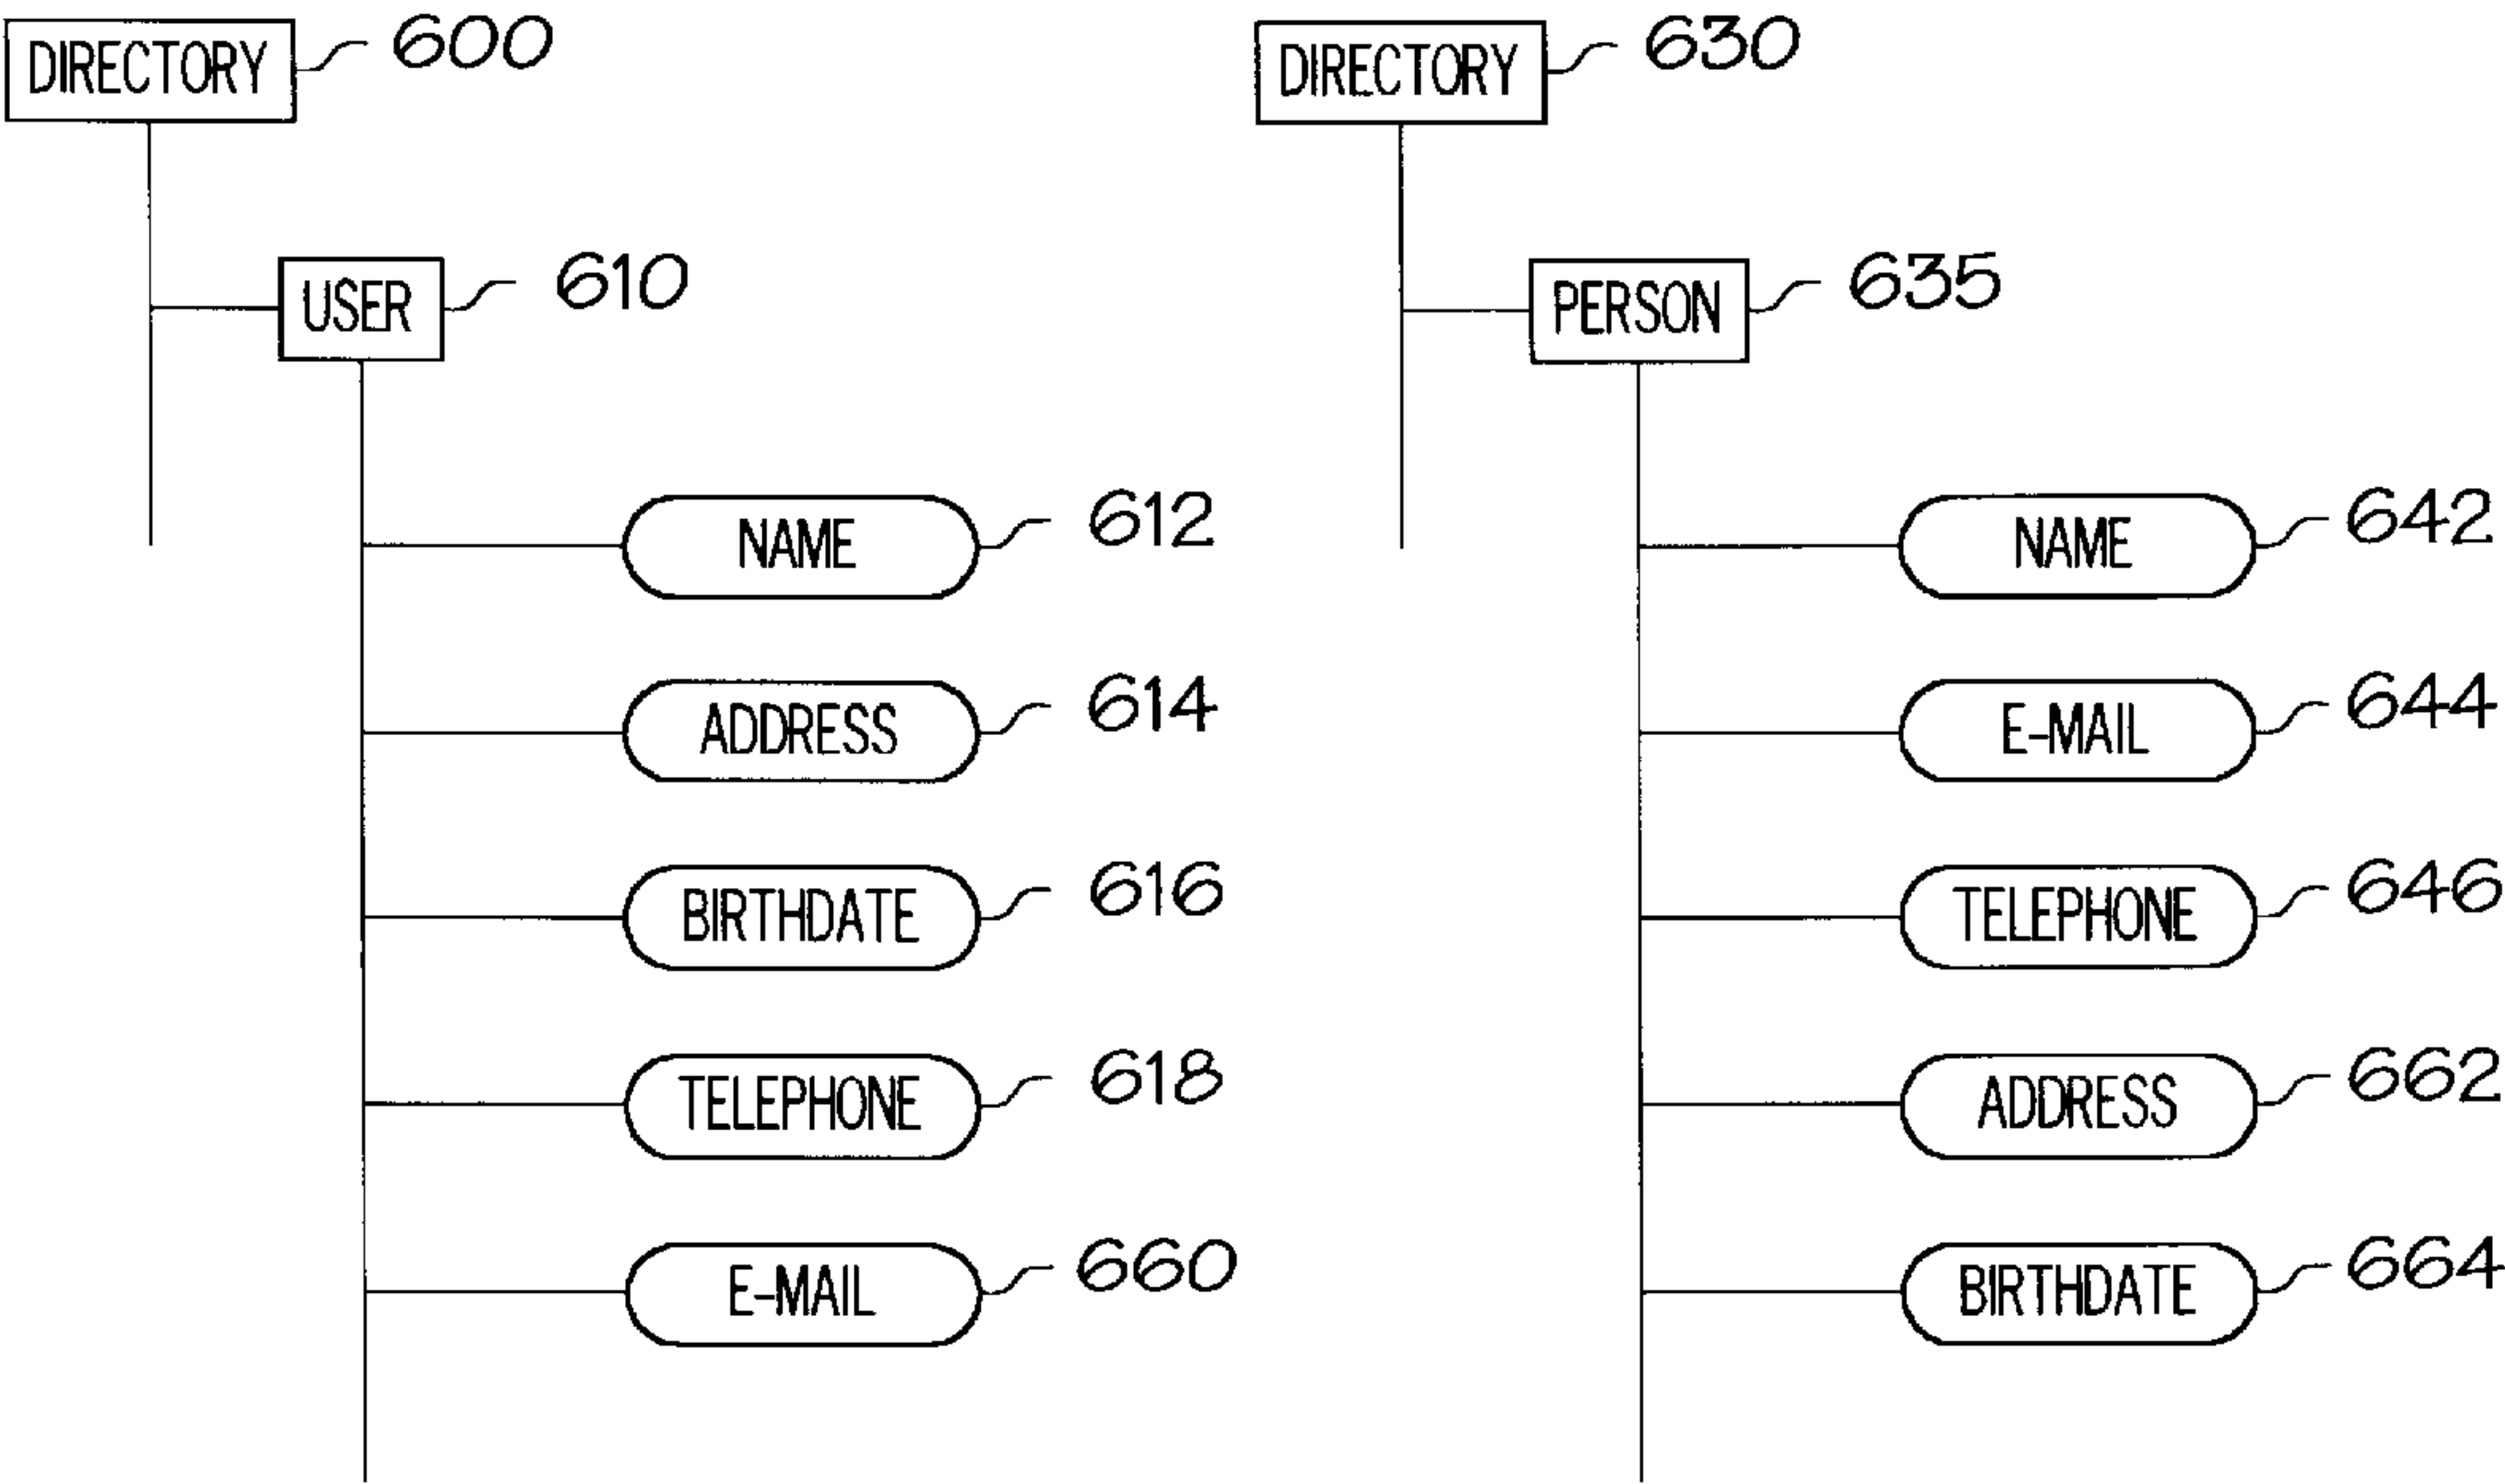 DIRECTORY 600
USER 610
NAME 612
ADDRESS 614
BIRTHDATE 616
TELEPHONE 618
E-MAIL 660
DIRECTORY 630
PERSON 635
NAME 642
E-MAIL 644
TELEPHONE 646
ADDRESS 662
BIRTHDATE 664